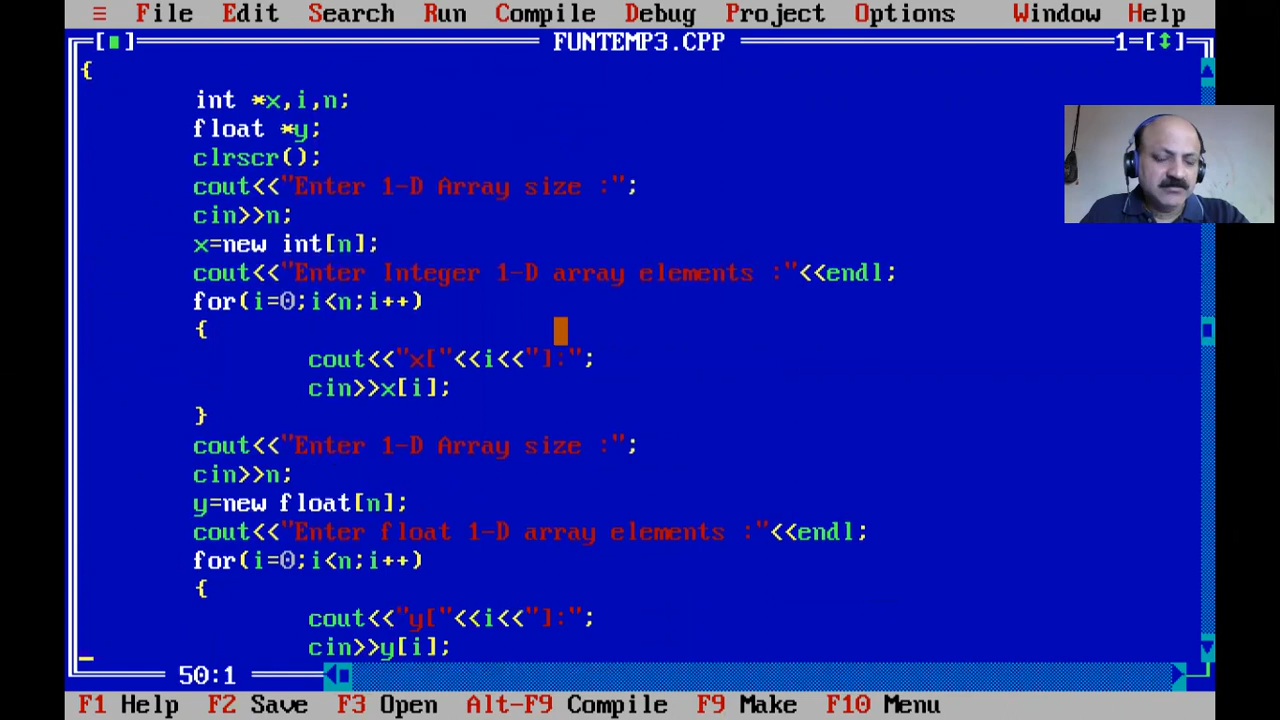 ≡ File Edit Search Run Compile Debug Project Options Window Help
[■] FUNTEMP3.CPP 1=[↕]
{
int *x,i,n;
float *y;
clrscr();
cout<<"Enter 1-D Array size :";
cin>>n;
x=new int[n];
cout<<"Enter Integer 1-D array elements :"<<endl;
for(i=0;i<n;i++)
{
cout<<"x["<<i<<"]:";
cin>>x[i];
}
cout<<"Enter 1-D Array size :";
cin>>n;
y=new float[n];
cout<<"Enter float 1-D array elements :"<<endl;
for(i=0;i<n;i++)
{
cout<<"y["<<i<<"]:";
cin>>y[i];
50:1
F1 Help F2 Save F3 Open Alt-F9 Compile F9 Make F10 Menu